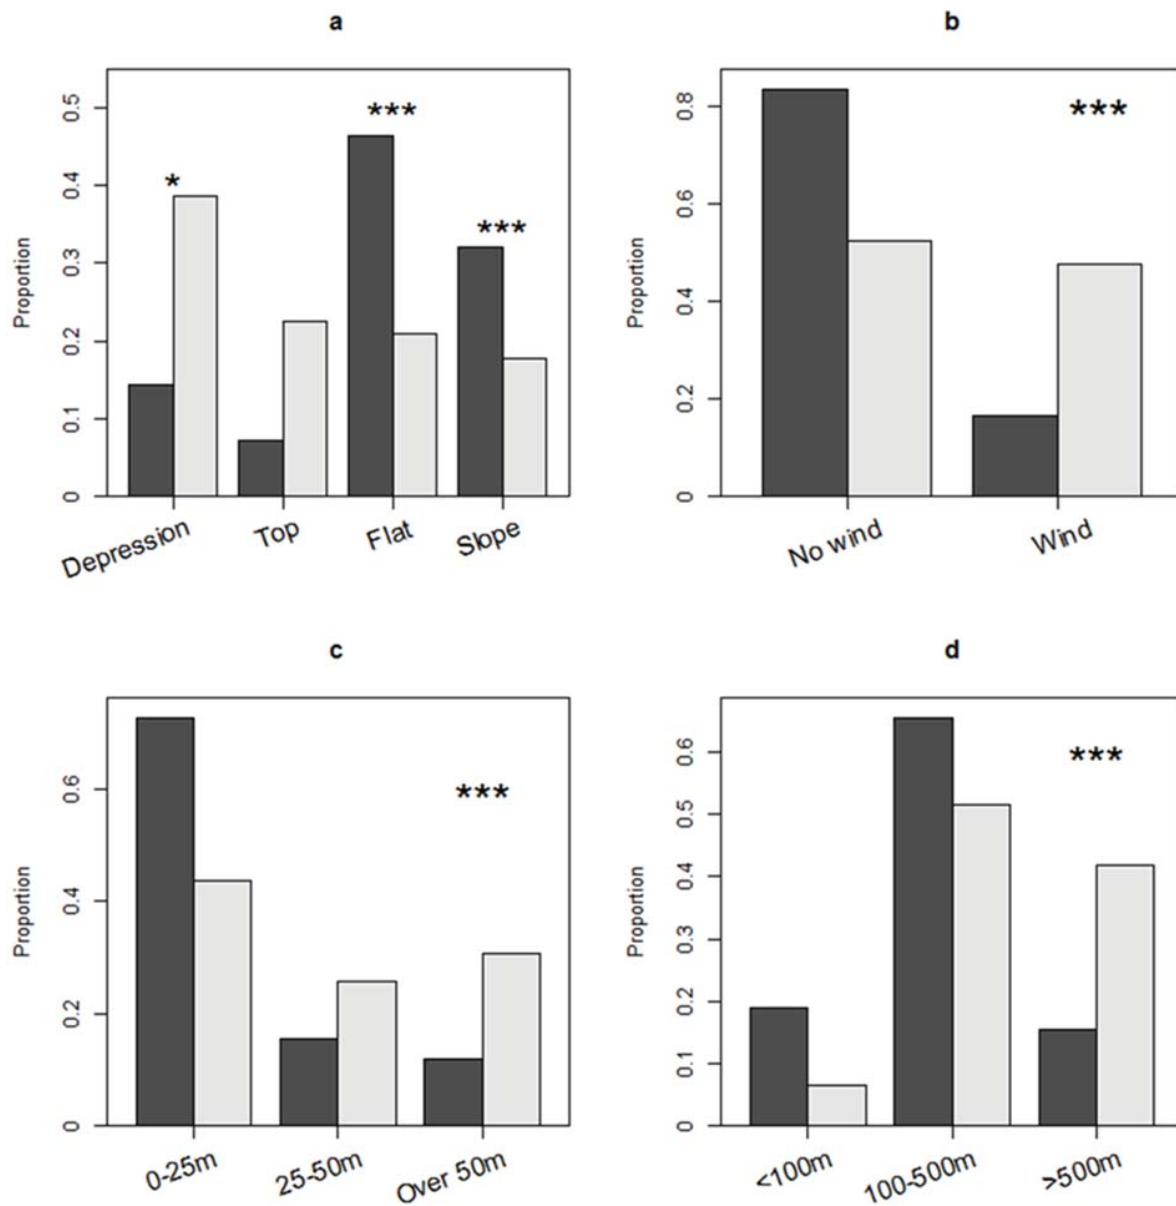 a
Proportion
0.5
0.4
0.3
0.2
0.1
0
*
***
***
Depression
Top
Flat
Slope
b
Proportion
0.8
0.6
0.4
0.2
0
***
No wind
Wind
c
Proportion
0.6
0.4
0.2
0
***
0-25m
25-50m
Over 50m
d
Proportion
0.6
0.5
0.4
0.3
0.2
0.1
0
***
<100m
100-500m
>500m